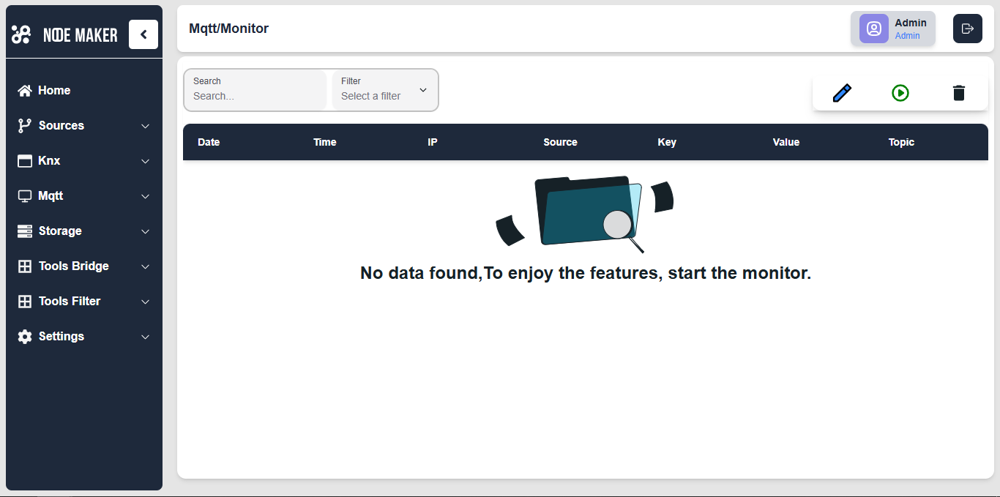 NODE MAKER
Home
Sources
Knx
Mqtt
Storage
Tools Bridge
Tools Filter
Settings
Mqtt/Monitor
Admin
Admin
Search
Search...
Filter
Select a filter
Date Time IP Source Key Value Topic
No data found,To enjoy the features, start the monitor.